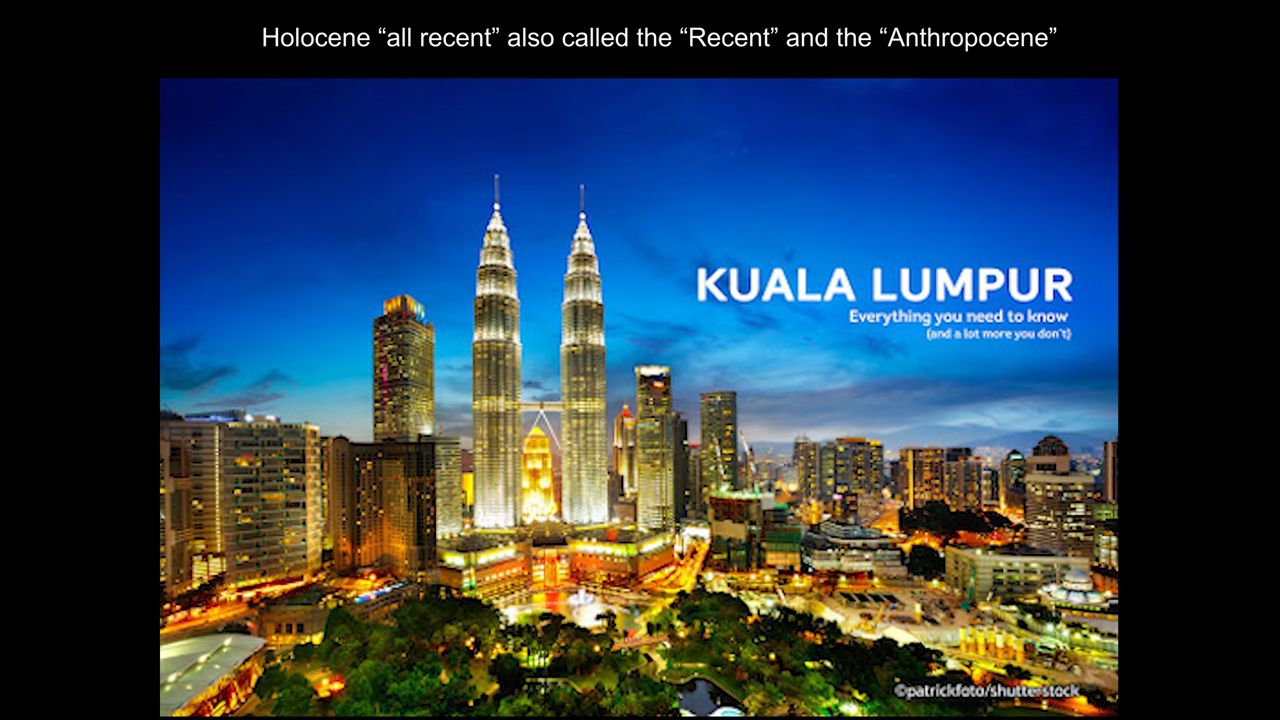 Holocene “all recent” also called the “Recent” and the “Anthropocene”
KUALA LUMPUR
Everything you need to know
(and a lot more you don't)
©patrickfoto/shutterstock